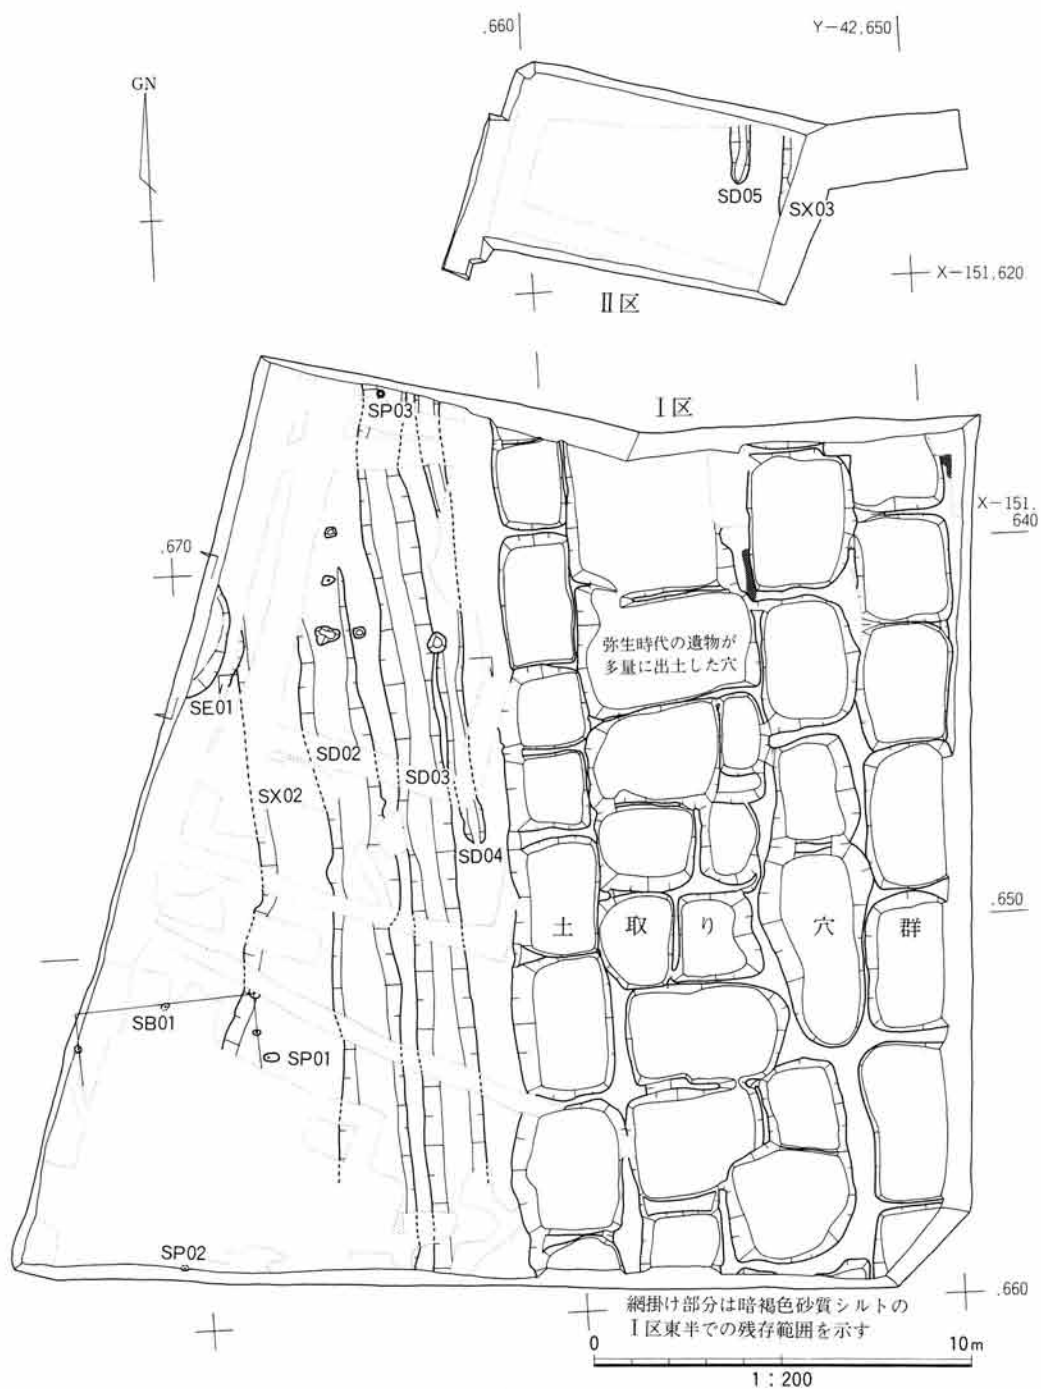 .660
Y-42,650
GN
SD05
SX03
X-151,620
II区
I区
SP03
X-151,
640
.670
弥生時代の遺物が
多量に出土した穴
SE01
SD02
SD03
SX02
SD04
.650
土取り穴群
SB01
SP01
SP02
.660
網掛け部分は暗褐色砂質シルトの
I区東半での残存範囲を示す
0
10m
1:200